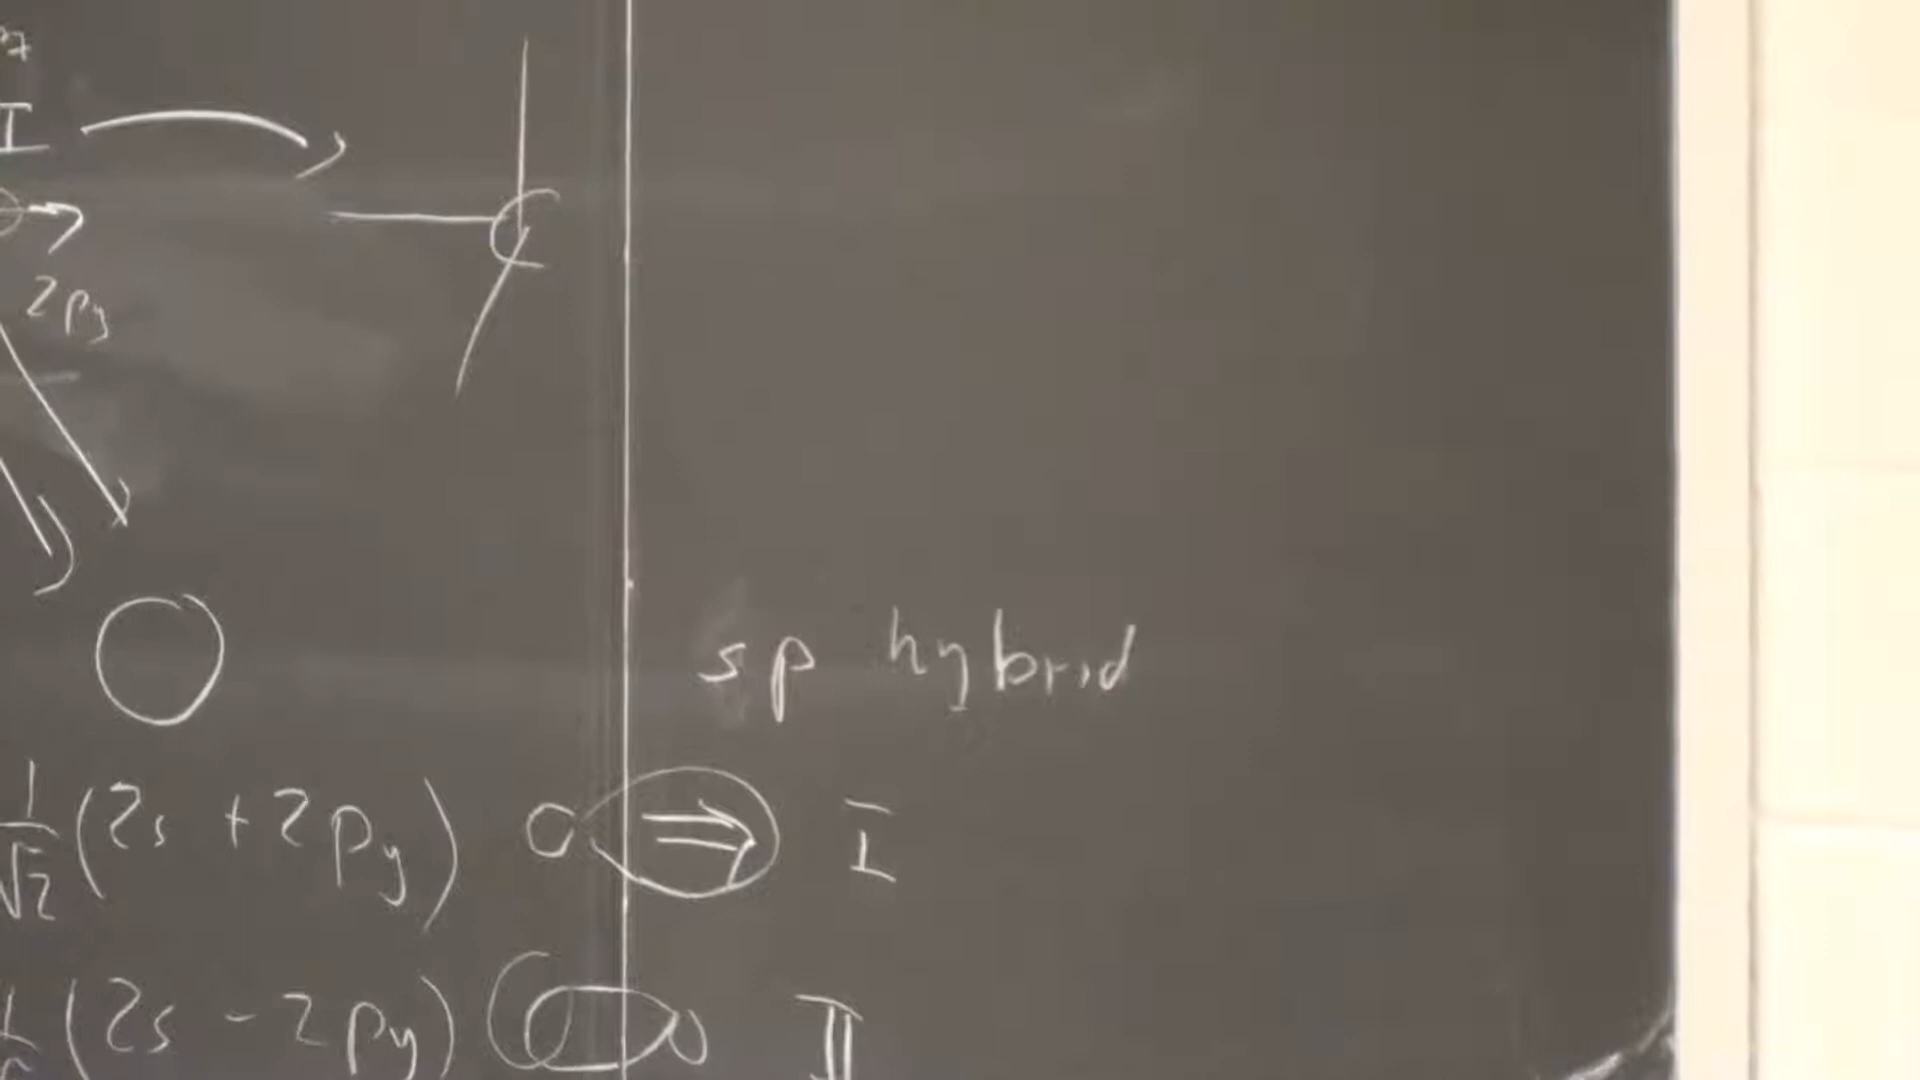 I
2py
sp hybrid
1/√2 (2s + 2py) I
(2s - 2py) II